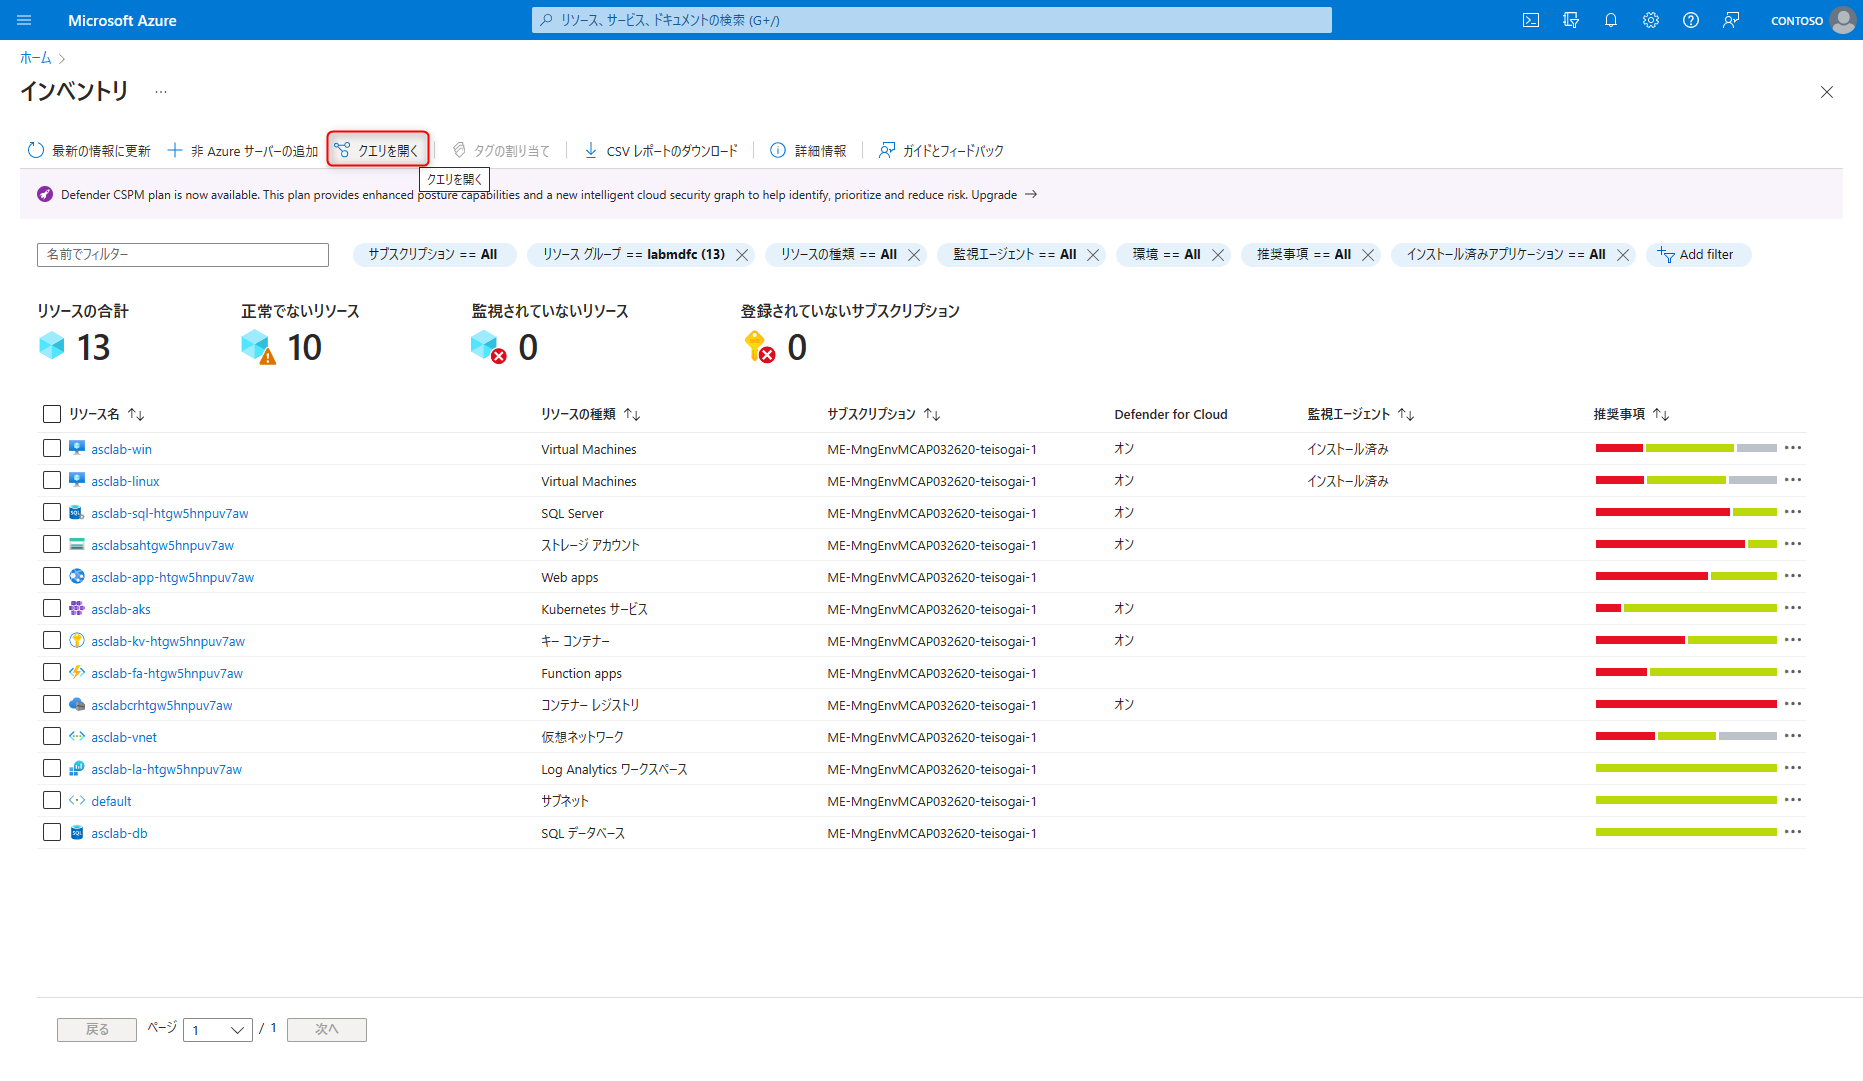 Microsoft Azure
リソース、サービス、ドキュメントの検索 (G+/)
CONTOSO
ホーム
インベントリ
最新の情報に更新
非 Azure サーバーの追加
クエリを開く
タグの割り当て
CSV レポートのダウンロード
詳細情報
ガイドとフィードバック
クエリを開く
Defender CSPM plan is now available. This plan provides enhanced posture capabilities and a new intelligent cloud security graph to help identify, prioritize and reduce risk. Upgrade →
名前でフィルター
サブスクリプション == All
リソース グループ == labmdfc (13)
リソースの種類 == All
監視エージェント == All
環境 == All
推奨事項 == All
インストール済みアプリケーション == All
Add filter
リソースの合計
13
正常でないリソース
10
監視されていないリソース
0
登録されていないサブスクリプション
0
リソース名 リソースの種類 サブスクリプション Defender for Cloud 監視エージェント 推奨事項
asclab-win Virtual Machines ME-MngEnvMCAP032620-teisogai-1 オン インストール済み
asclab-linux Virtual Machines ME-MngEnvMCAP032620-teisogai-1 オン インストール済み
asclab-sql-htgw5hnpuv7aw SQL Server ME-MngEnvMCAP032620-teisogai-1 オン
asclabsahtgw5hnpuv7aw ストレージ アカウント ME-MngEnvMCAP032620-teisogai-1 オン
asclab-app-htgw5hnpuv7aw Web apps ME-MngEnvMCAP032620-teisogai-1
asclab-aks Kubernetes サービス ME-MngEnvMCAP032620-teisogai-1 オン
asclab-kv-htgw5hnpuv7aw キー コンテナー ME-MngEnvMCAP032620-teisogai-1 オン
asclab-fa-htgw5hnpuv7aw Function apps ME-MngEnvMCAP032620-teisogai-1
asclabcrhtgw5hnpuv7aw コンテナー レジストリ ME-MngEnvMCAP032620-teisogai-1 オン
asclab-vnet 仮想ネットワーク ME-MngEnvMCAP032620-teisogai-1
asclab-la-htgw5hnpuv7aw Log Analytics ワークスペース ME-MngEnvMCAP032620-teisogai-1
default サブネット ME-MngEnvMCAP032620-teisogai-1
asclab-db SQL データベース ME-MngEnvMCAP032620-teisogai-1
戻る ページ 1 / 1 次へ